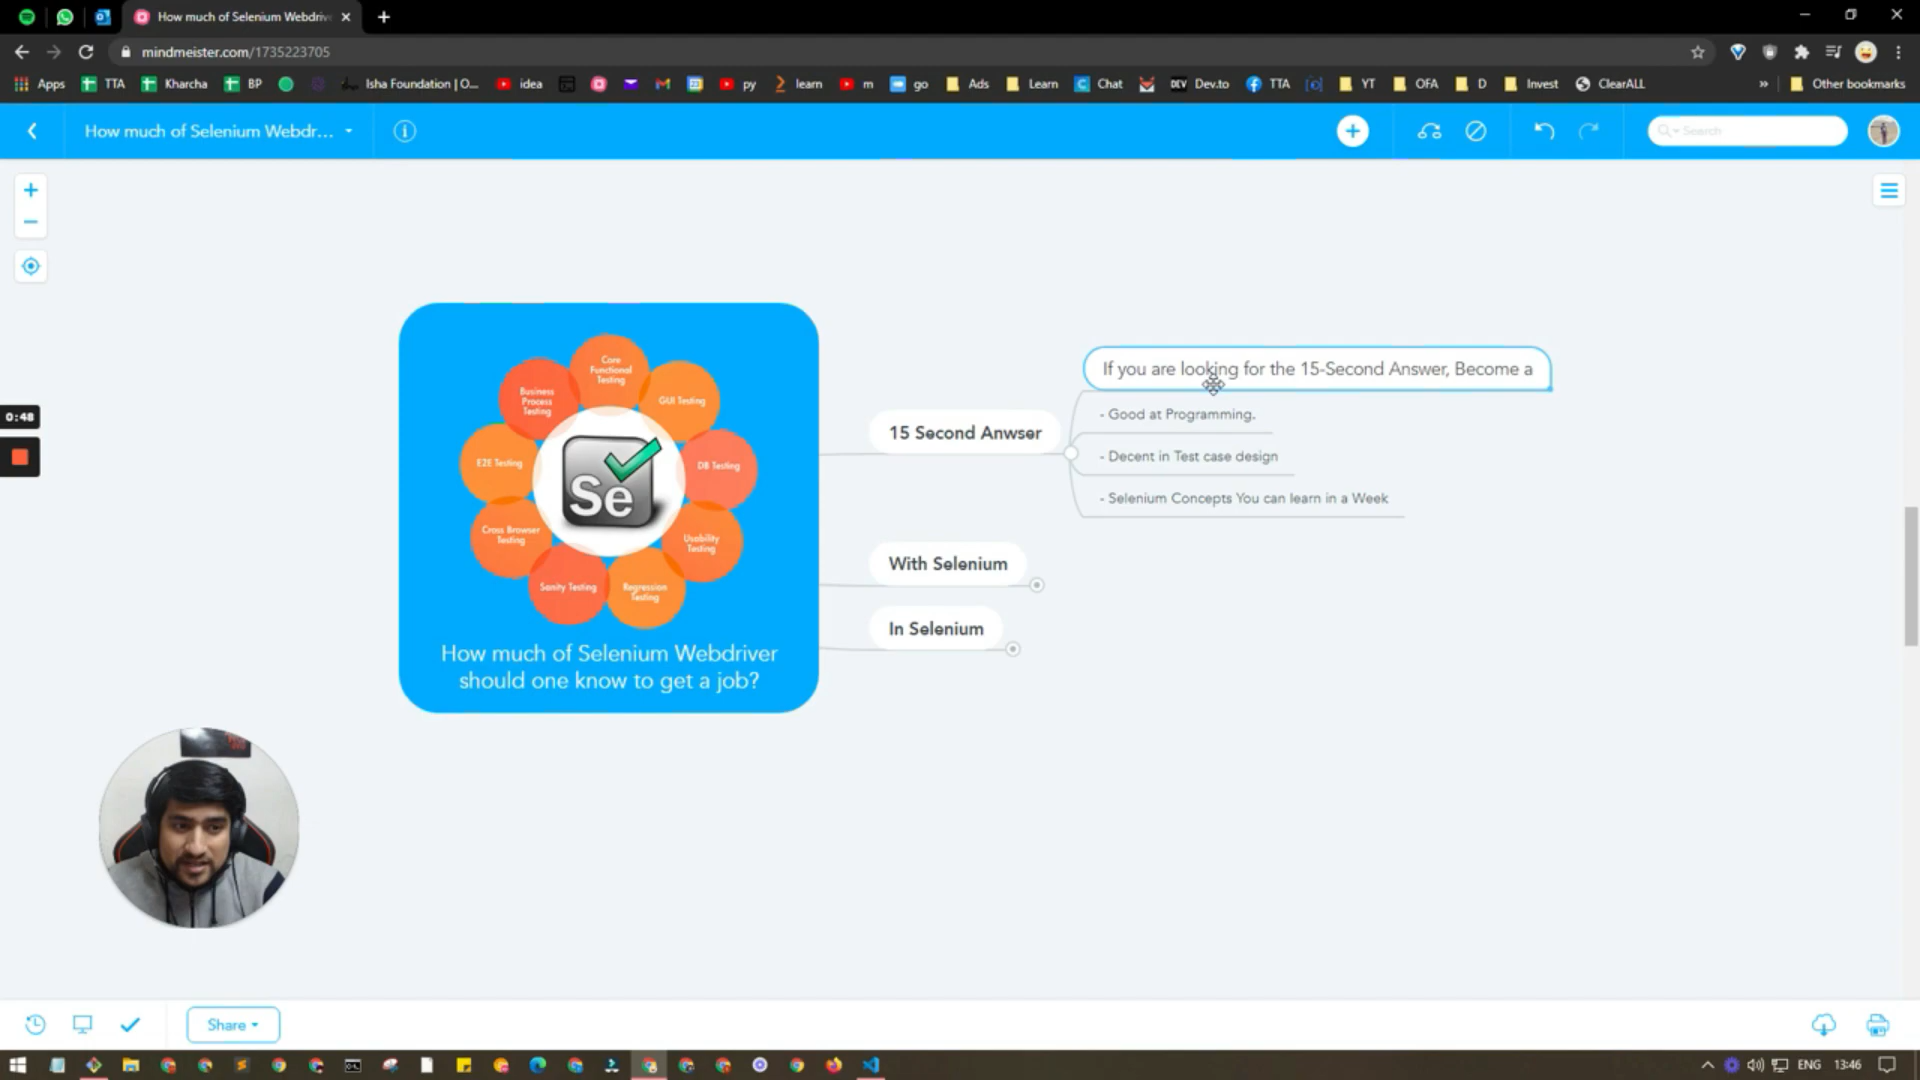 How much of Selenium Webdriv
mindmeister.com/1735223705
Apps
TTA
Kharcha
BP
Isha Foundation | O...
idea
py
learn
m
go
Ads
Learn
Chat
DEV
Dev.to
TTA
YT
OFA
D
Invest
ClearALL
»
Other bookmarks
How much of Selenium Webdr...
Search
0:48
Core
Functional
Testing
GUI Testing
DB Testing
Usability
Testing
Regression
Testing
Sanity Testing
Cross Browser
Testing
E2E Testing
Business
Process
Testing
Se
How much of Selenium Webdriver
should one know to get a job?
15 Second Anwser
If you are looking for the 15-Second Answer, Become a
- Good at Programming.
- Decent in Test case design
- Selenium Concepts You can learn in a Week
With Selenium
In Selenium
Share
ENG
13:46